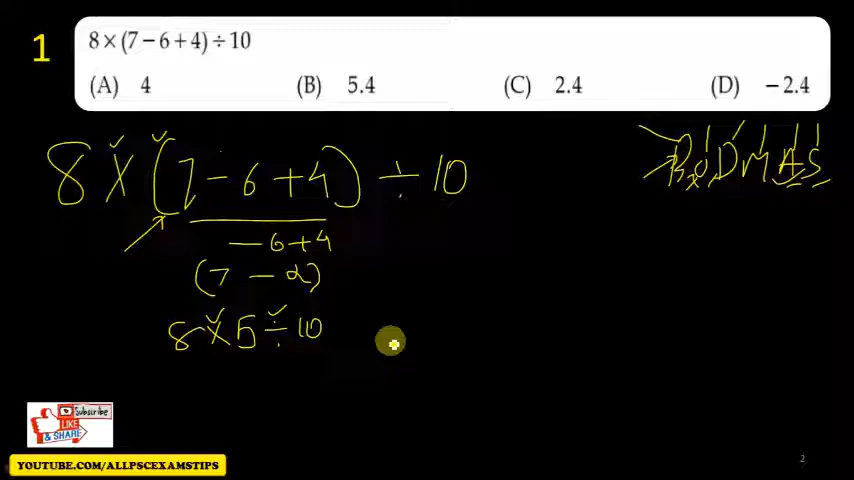 1
8 × (7 − 6 + 4) ÷ 10
(A) 4 (B) 5.4 (C) 2.4 (D) − 2.4
8 × (7 − 6 + 4) ÷ 10
BODMAS
− 6 + 4
(7 − 2)
8 × 5 ÷ 10
Subscribe
LIKE
& SHARE
YOUTUBE.COM/ALLPSCEXAMSTIPS
2